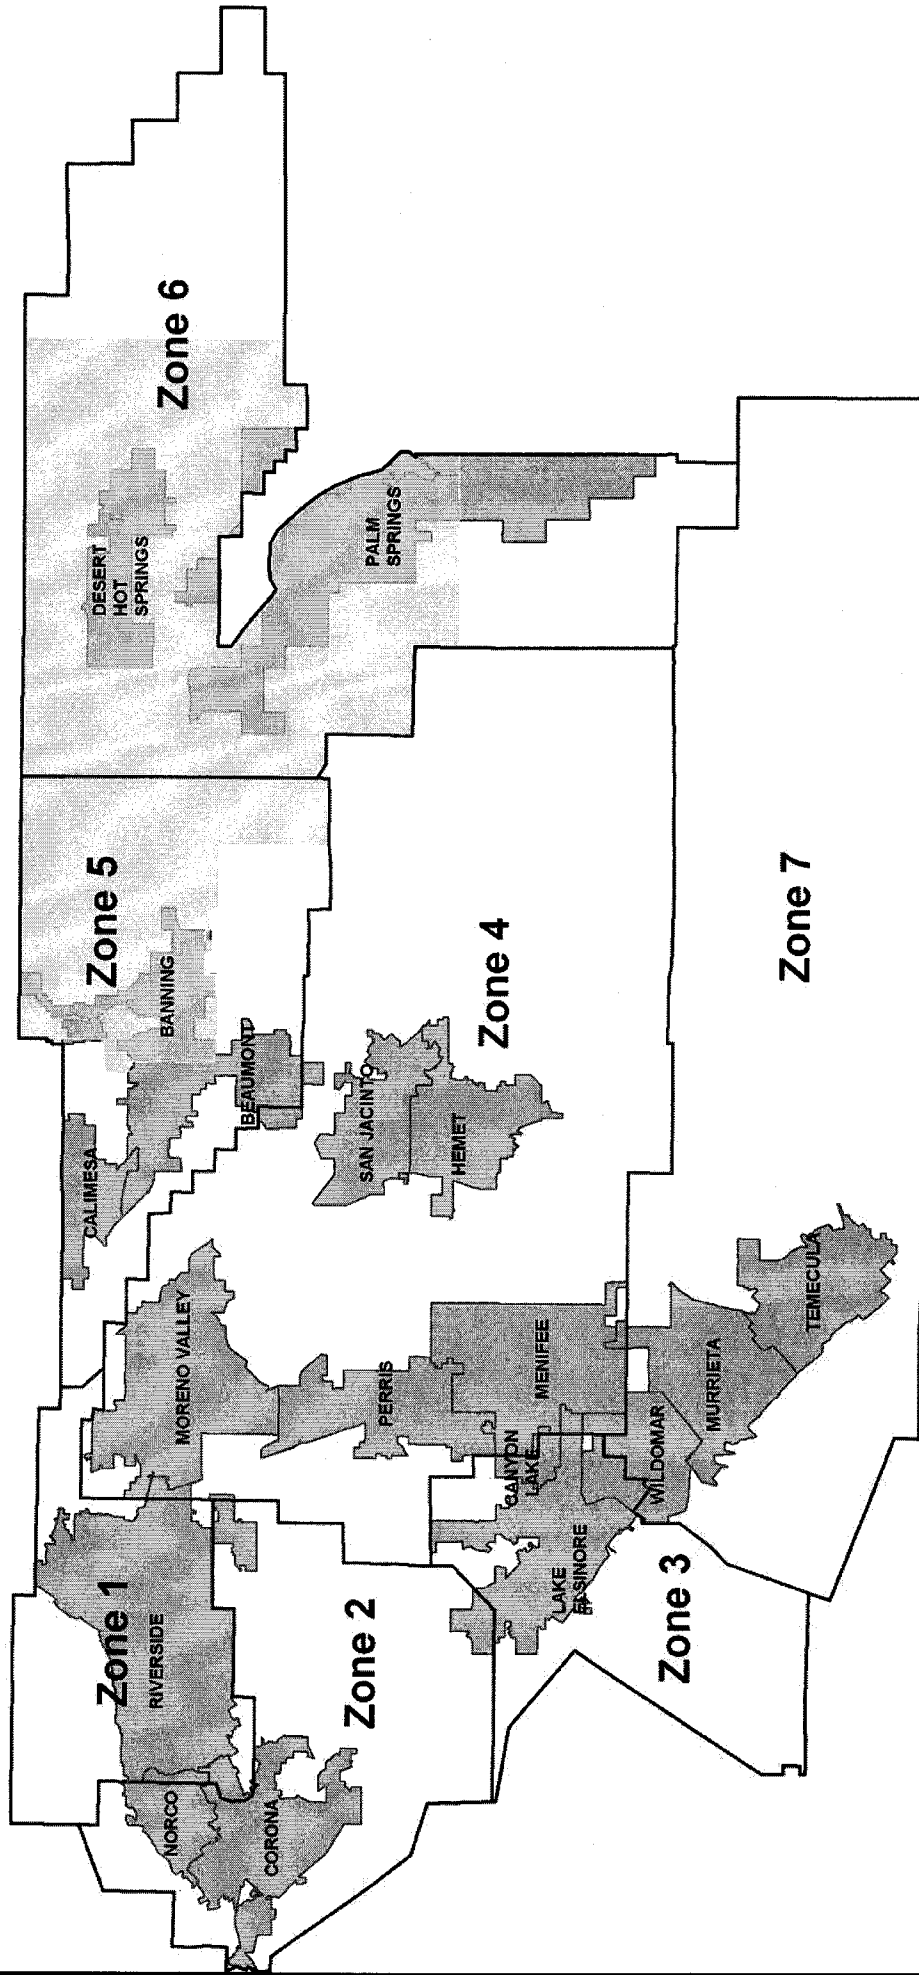 Zone 1
RIVERSIDE
NORCO
CORONA
Zone 2
MORENO VALLEY
PERRIS
CALIMESA
BANNING
BEAUMONT
Zone 5
DESERT
HOT
SPRINGS
Zone 6
PALM
SPRINGS
SAN JACINTO
HEMET
Zone 4
MENIFEE
CANYON
LAKE
LAKE
ELSINORE
Zone 3
WILDOMAR
MURRIETA
TEMECULA
Zone 7